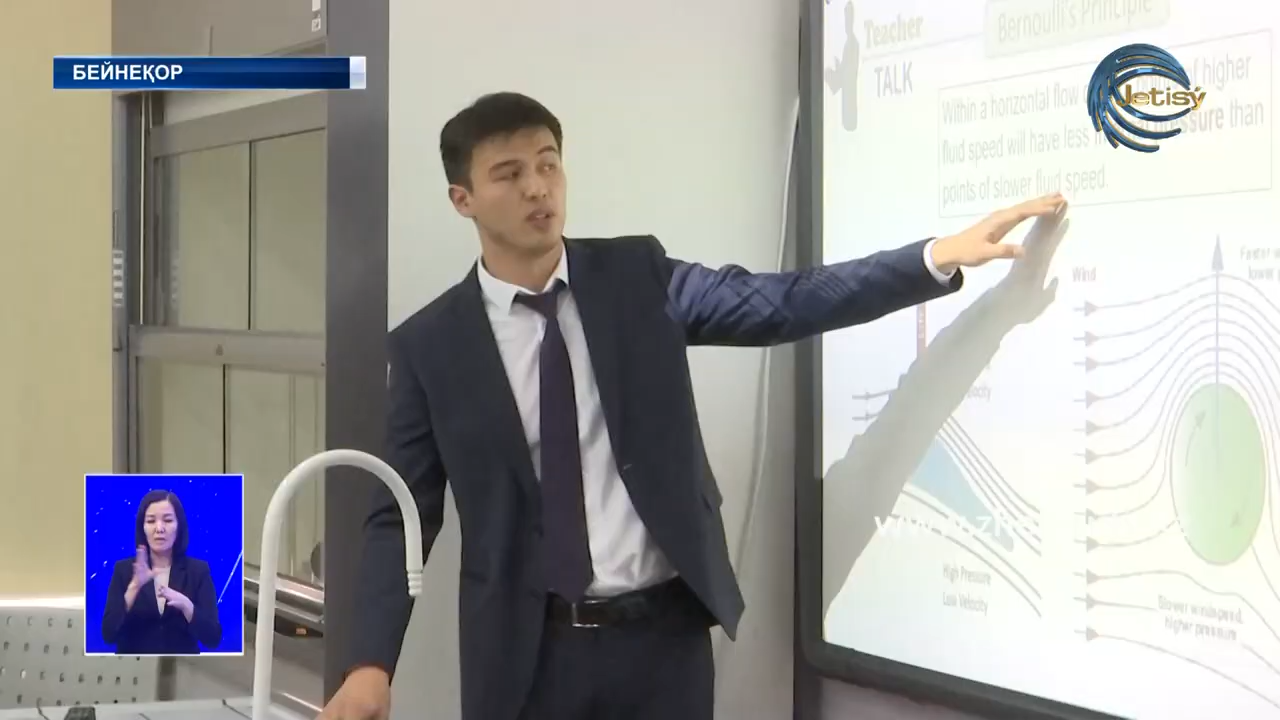 БЕЙНЕҚОР
Jetisý
Teacher
TALK
Bernoulli's Principle
Within a horizontal flow of higher
fluid speed will have less pressure than
points of slower fluid speed.
Wind
Faster
lower
High Pressure
Low Velocity
Slower windspeed,
higher pressure